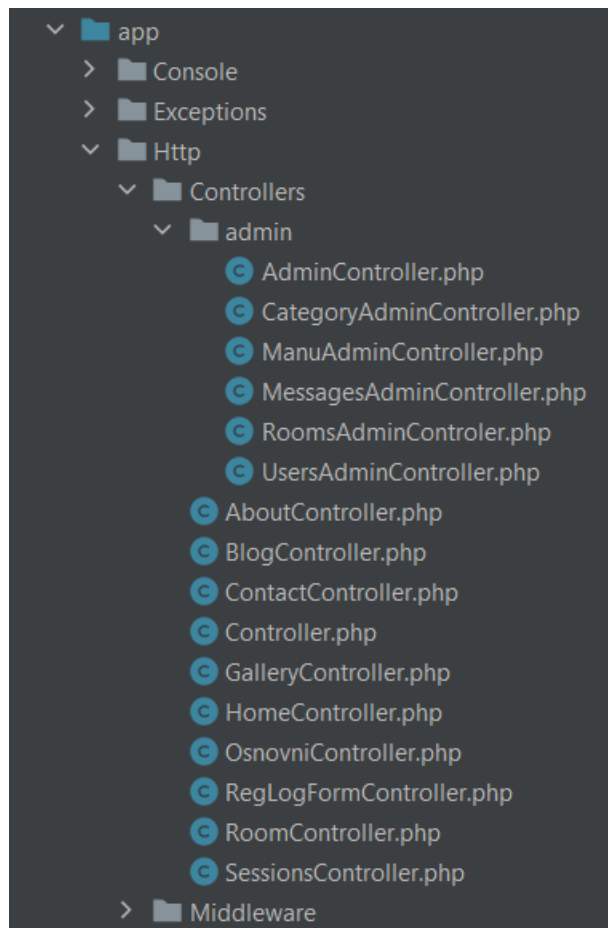 app
Console
Exceptions
Http
Controllers
admin
C AdminController.php
C CategoryAdminController.php
C ManuAdminController.php
C MessagesAdminController.php
C RoomsAdminControler.php
C UsersAdminController.php
C AboutController.php
C BlogController.php
C ContactController.php
C Controller.php
C GalleryController.php
C HomeController.php
C OsnovniController.php
C RegLogFormController.php
C RoomController.php
C SessionsController.php
Middleware